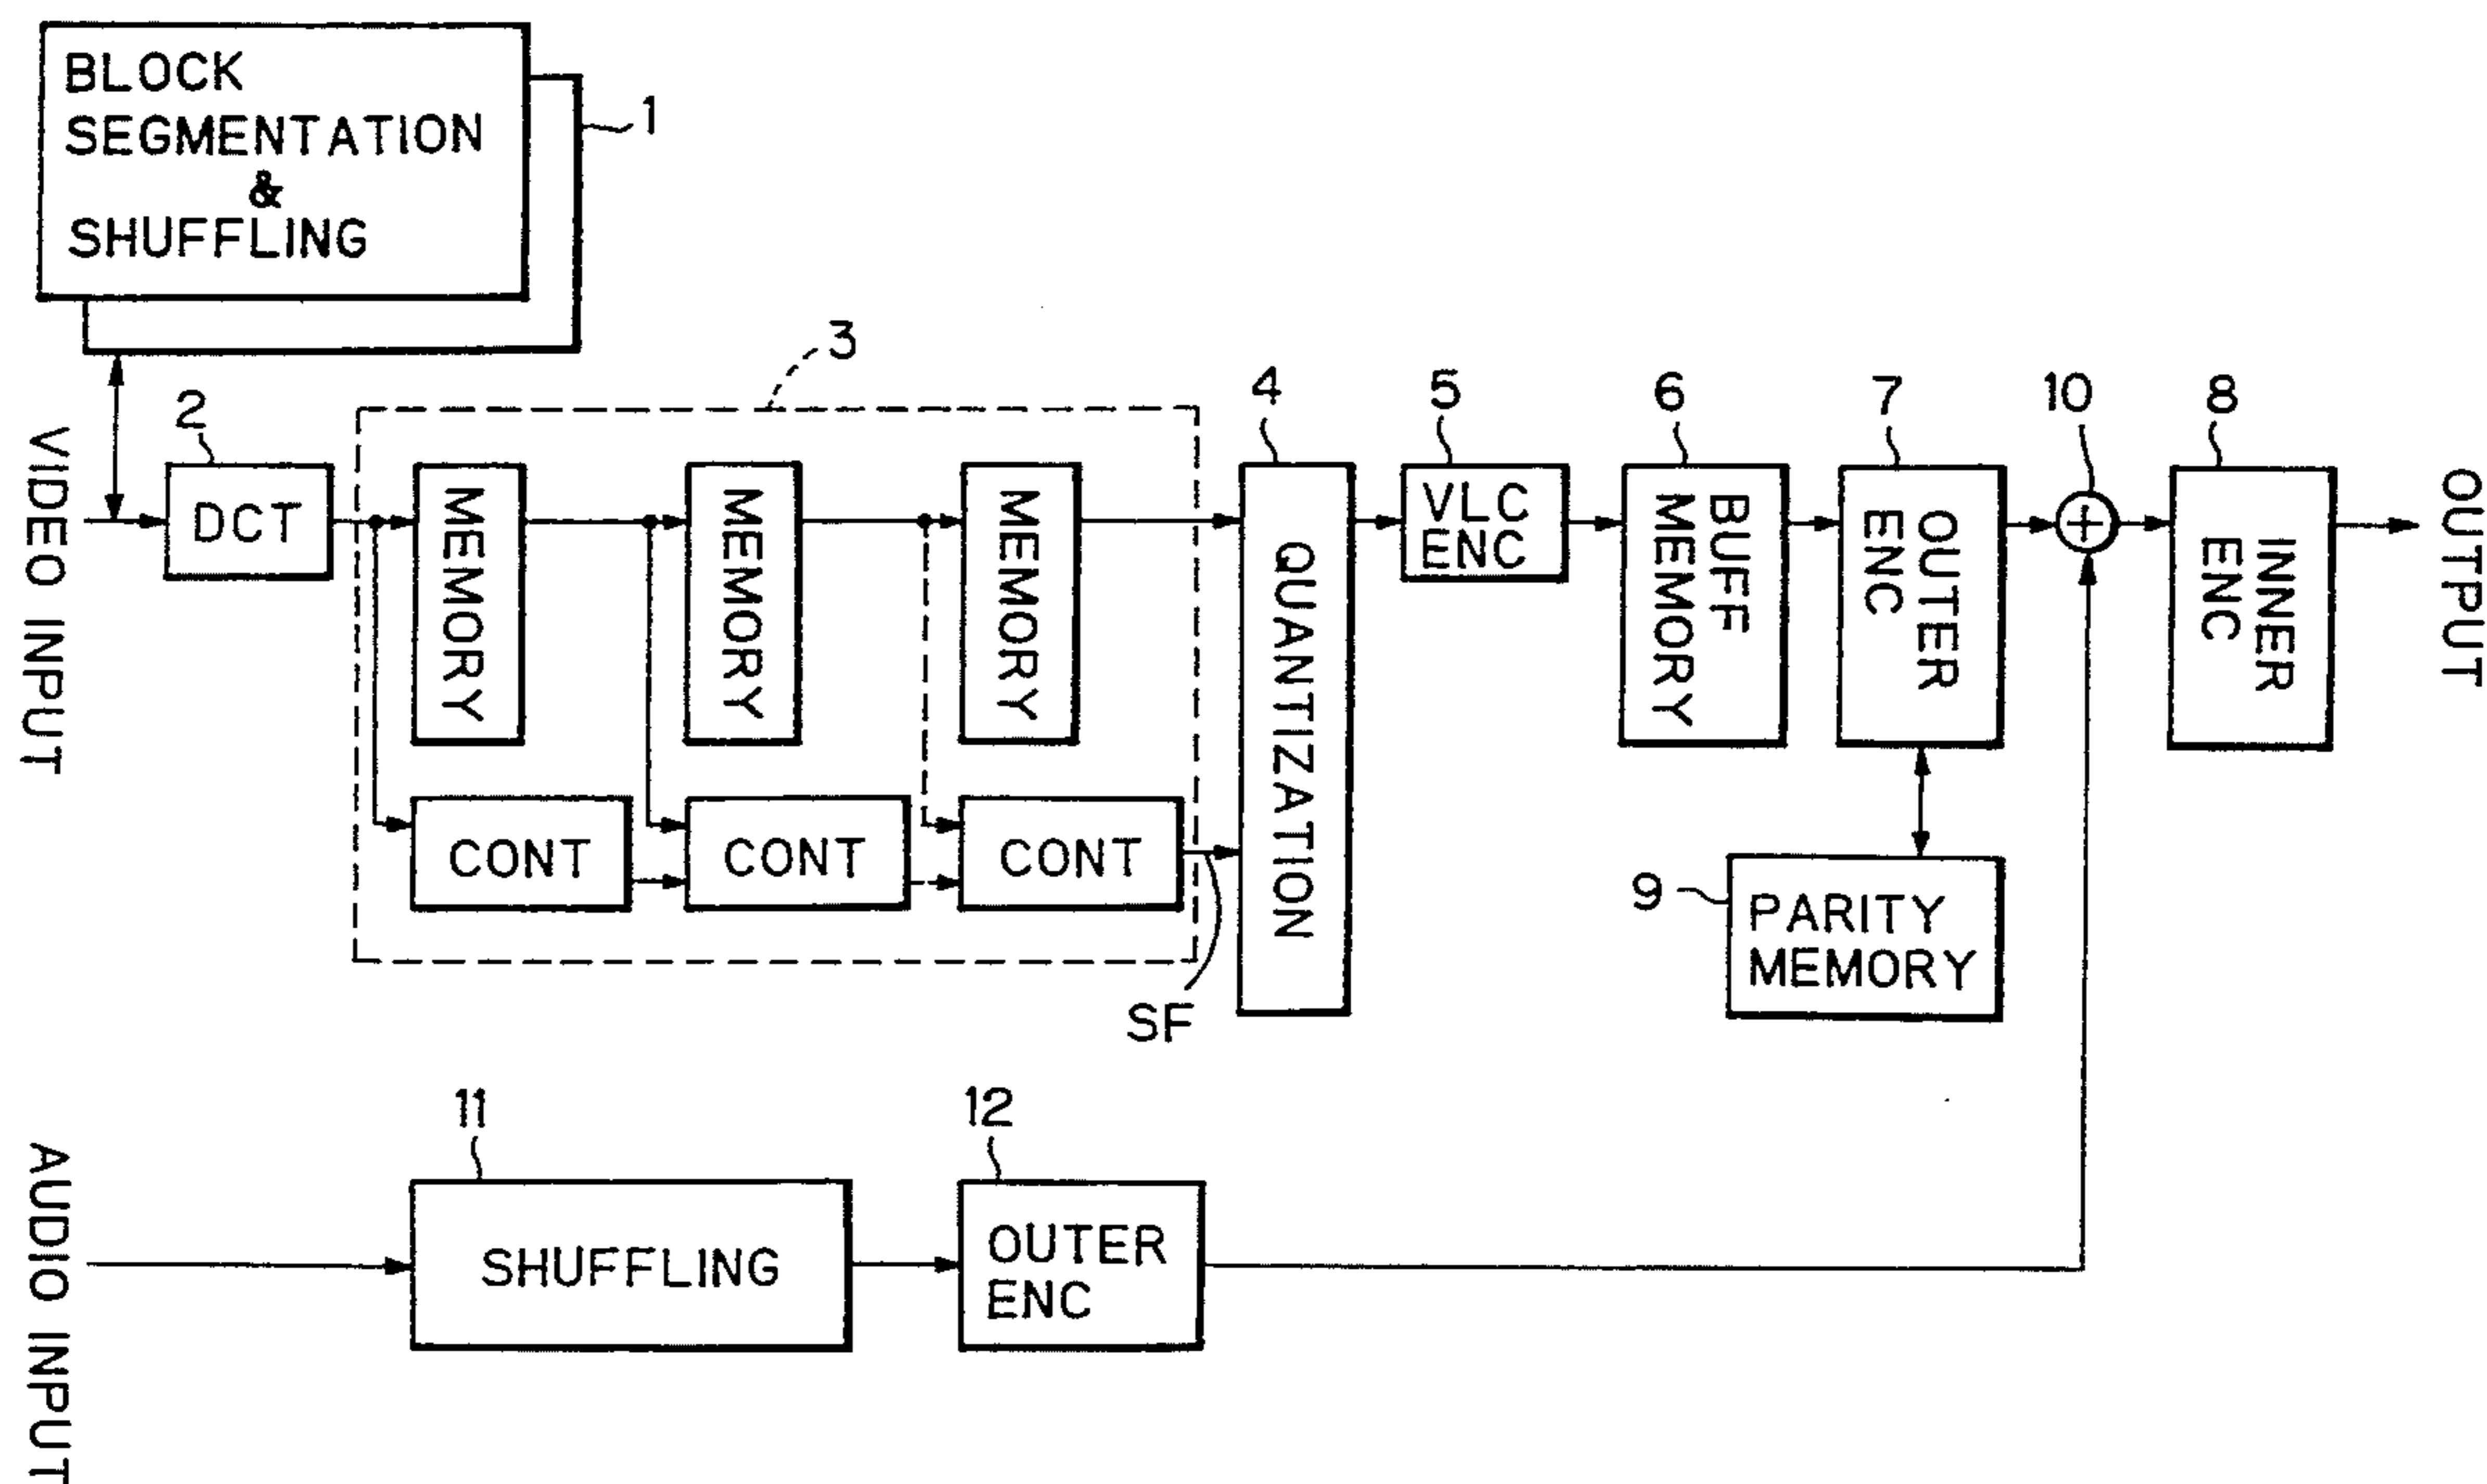 BLOCK
SEGMENTATION
&
SHUFFLING
1
3
2
4
5
6
7
10
8
VIDEO INPUT
DCT
MEMORY
MEMORY
MEMORY
QUANTIZATION
VLC
ENC
BUFF
MEMORY
OUTER
ENC
INNER
ENC
OUTPUT
CONT
CONT
CONT
9
PARITY
MEMORY
SF
11
12
AUDIO INPUT
SHUFFLING
OUTER
ENC